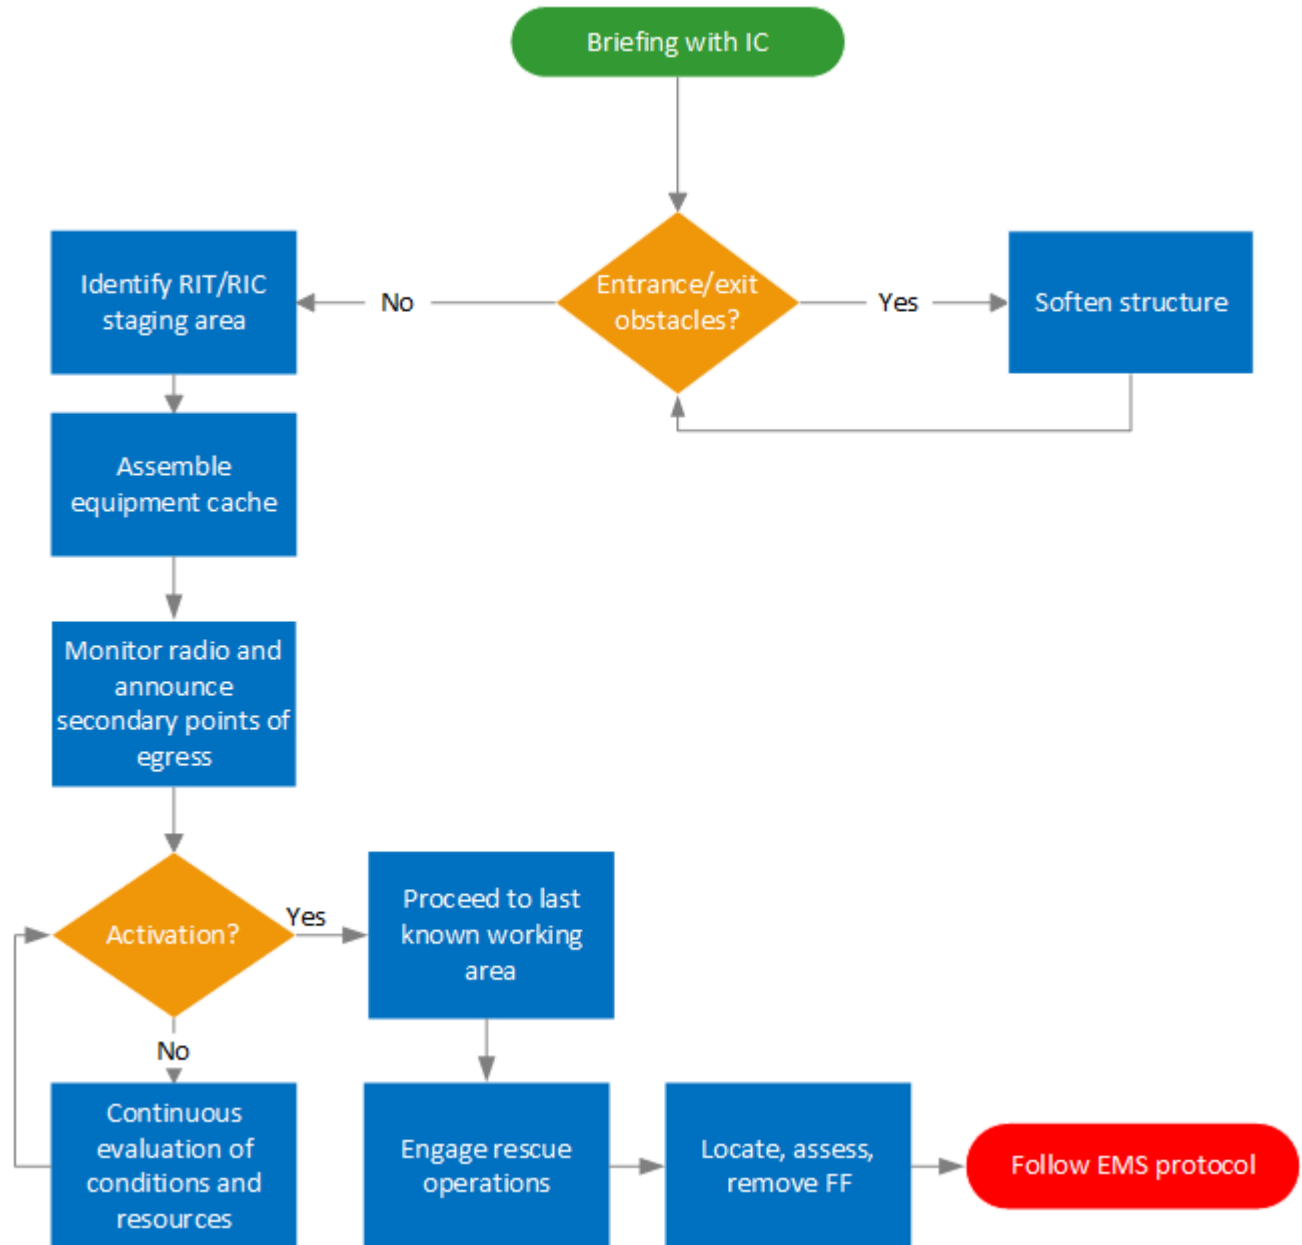 Briefing with IC
Entrance/exit
obstacles?
No
Yes
Identify RIT/RIC
staging area
Soften structure
Assemble
equipment cache
Monitor radio and
announce
secondary points of
egress
Activation?
Yes
No
Proceed to last
known working
area
Continuous
evaluation of
conditions and
resources
Engage rescue
operations
Locate, assess,
remove FF
Follow EMS protocol